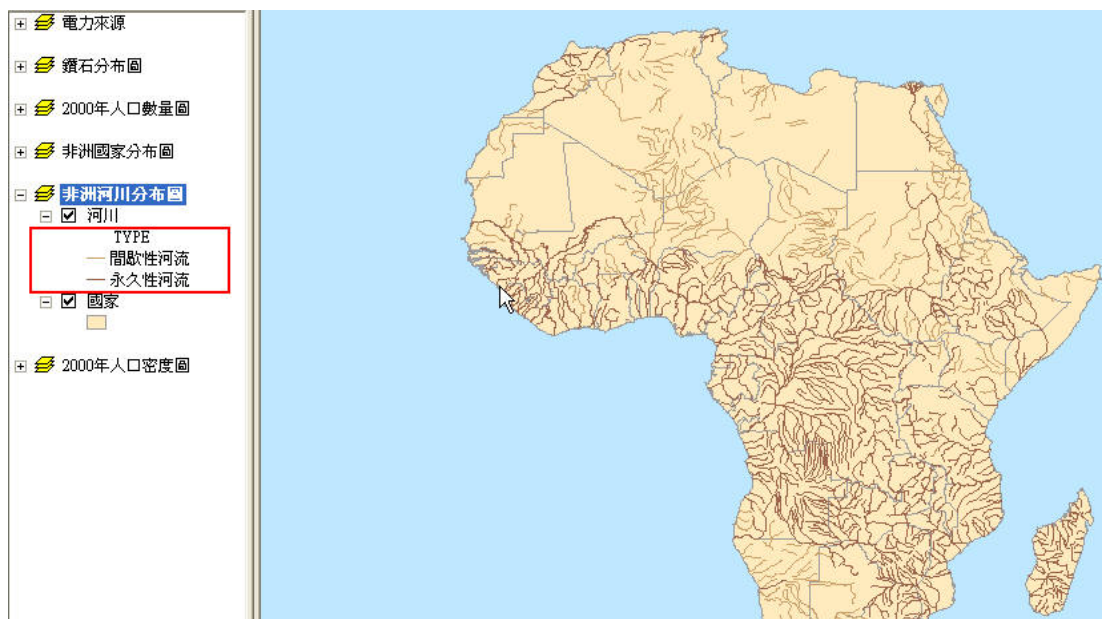 電力來源
鑽石分布圖
2000年人口數量圖
非洲國家分布圖
非洲河川分布圖
河川
TYPE
間歇性河流
永久性河流
國家
2000年人口密度圖